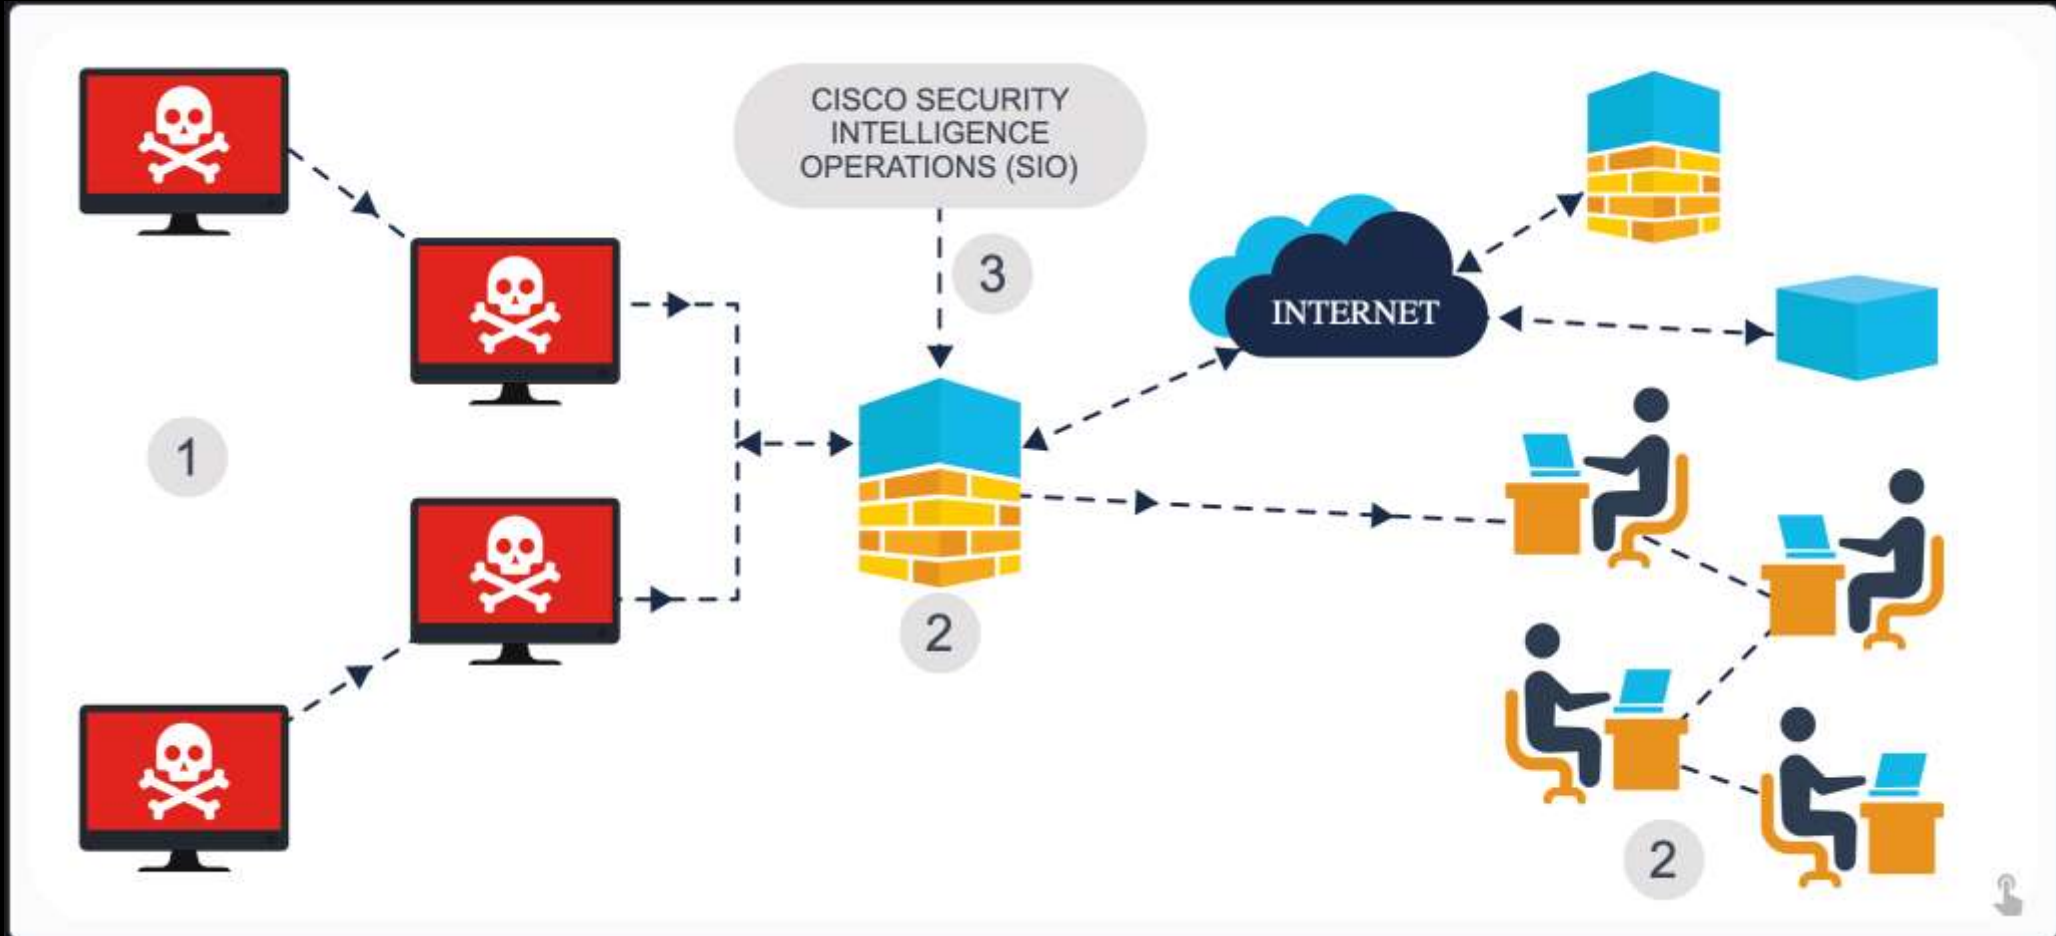 CISCO SECURITY
INTELLIGENCE
OPERATIONS (SIO)
3
INTERNET
1
2
2